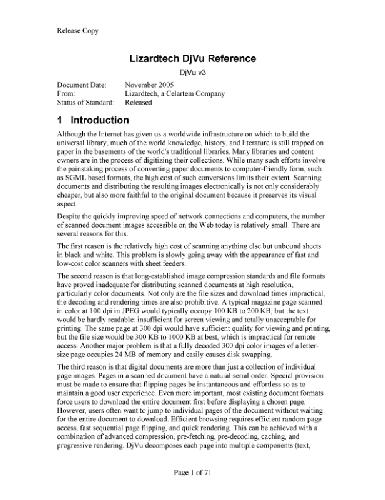 Release Copy
Lizardtech DjVu Reference
DjVu v3
Document Date: November 2005
From: Lizardtech, a Celartem Company
Status of Standard: Released
1 Introduction
Although the Internet has given us a worldwide infrastructure on which to build the
universal library, much of the world knowledge, history, and literature is still trapped on
paper in the basements of the world's traditional libraries. Many libraries and content
owners are in the process of digitizing their collections. While many such efforts involve
the painstaking process of converting paper documents to computer-friendly form, such
as SGML based formats, the high cost of such conversions limits their extent. Scanning
documents and distributing the resulting images electronically is not only considerably
cheaper, but also more faithful to the original document because it preserves its visual
aspect.
Despite the quickly improving speed of network connections and computers, the number
of scanned document images accessible on the Web today is relatively small. There are
several reasons for this.
The first reason is the relatively high cost of scanning anything else but unbound sheets
in black and white. This problem is slowly going away with the appearance of fast and
low-cost color scanners with sheet feeders.
The second reason is that long-established image compression standards and file formats
have proved inadequate for distributing scanned documents at high resolution,
particularly color documents. Not only are the file sizes and download times impractical,
the decoding and rendering times are also prohibitive. A typical magazine page scanned
in color at 100 dpi in JPEG would typically occupy 100 KB to 200 KB, but the text
would be hardly readable: insufficient for screen viewing and totally unacceptable for
printing. The same page at 300 dpi would have sufficient quality for viewing and printing,
but the file size would be 300 KB to 1000 KB at best, which is impractical for remote
access. Another major problem is that a fully decoded 300 dpi color images of a letter-
size page occupies 24 MB of memory and easily causes disk swapping.
The third reason is that digital documents are more than just a collection of individual
page images. Pages in a scanned document have a natural serial order. Special provision
must be made to ensure that flipping pages be instantaneous and effortless so as to
maintain a good user experience. Even more important, most existing document formats
force users to download the entire document first before displaying a chosen page.
However, users often want to jump to individual pages of the document without waiting
for the entire document to download. Efficient browsing requires efficient random page
access, fast sequential page flipping, and quick rendering. This can be achieved with a
combination of advanced compression, pre-fetching, pre-decoding, caching, and
progressive rendering. DjVu decomposes each page into multiple components (text,
Page 1 of 71